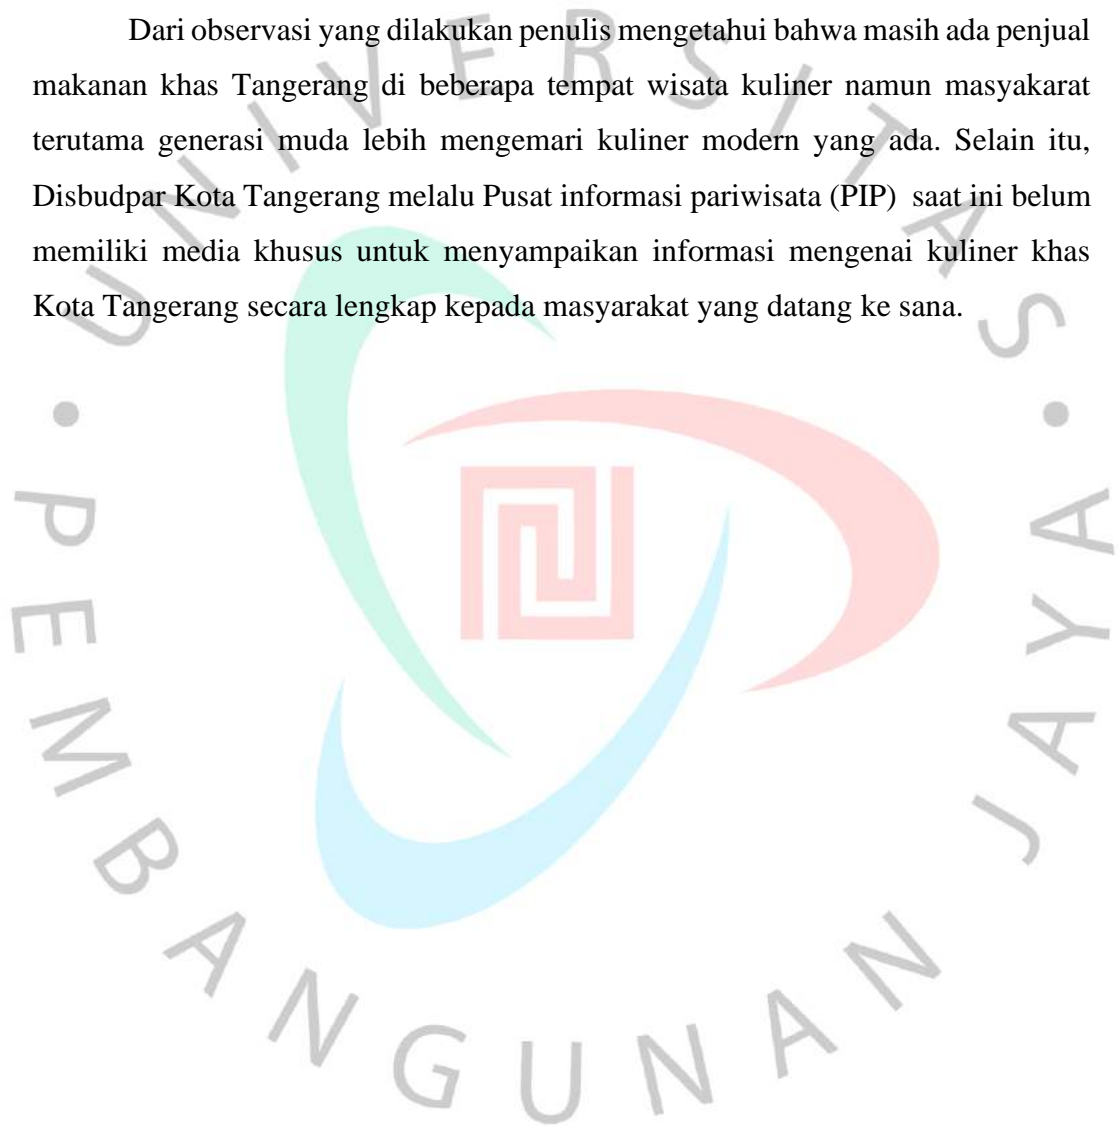 Dari observasi yang dilakukan penulis mengetahui bahwa masih ada penjual
makanan khas Tangerang di beberapa tempat wisata kuliner namun masyakarat
terutama generasi muda lebih mengemari kuliner modern yang ada. Selain itu,
Disbudpar Kota Tangerang melalu Pusat informasi pariwisata (PIP) saat ini belum
memiliki media khusus untuk menyampaikan informasi mengenai kuliner khas
Kota Tangerang secara lengkap kepada masyarakat yang datang ke sana.
UNIVERSITAS • PEMBANGUNAN JAYA •